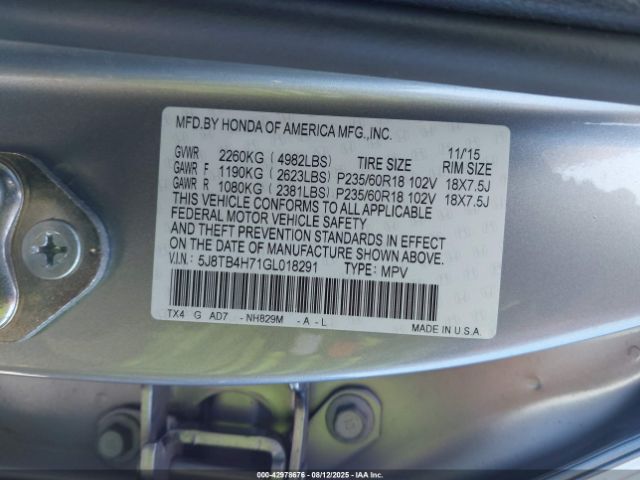 MFD.BY HONDA OF AMERICA MFG.,INC.
11/15
GVWR 2260KG (4982LBS) TIRE SIZE RIM SIZE
GAWR F 1190KG (2623LBS) P235/60R18 102V 18X7.5J
GAWR R 1080KG (2381LBS) P235/60R18 102V 18X7.5J
THIS VEHICLE CONFORMS TO ALL APPLICABLE
FEDERAL MOTOR VEHICLE SAFETY
AND THEFT PREVENTION STANDARDS IN EFFECT
ON THE DATE OF MANUFACTURE SHOWN ABOVE.
V.I.N: 5J8TB4H71GL018291 TYPE: MPV
TX4 G AD7 -NH829M -A-L
MADE IN U.S.A.
000-42978676 - 08/12/2025 - IAA Inc.